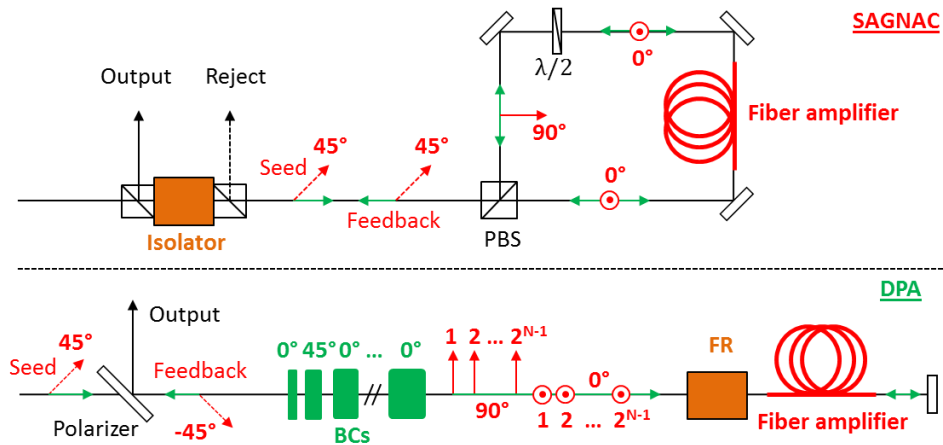 SAGNAC
Output
Reject
λ/2
0°
Fiber amplifier
90°
45°
45°
Seed
0°
Feedback
Isolator
PBS
DPA
Output
45°
Seed
Feedback
Polarizer
-45°
0° 45° 0° ... 0°
BCs
1 2 ... 2^N-1
90°
0°
1 2 ... 2^N-1
FR
Fiber amplifier